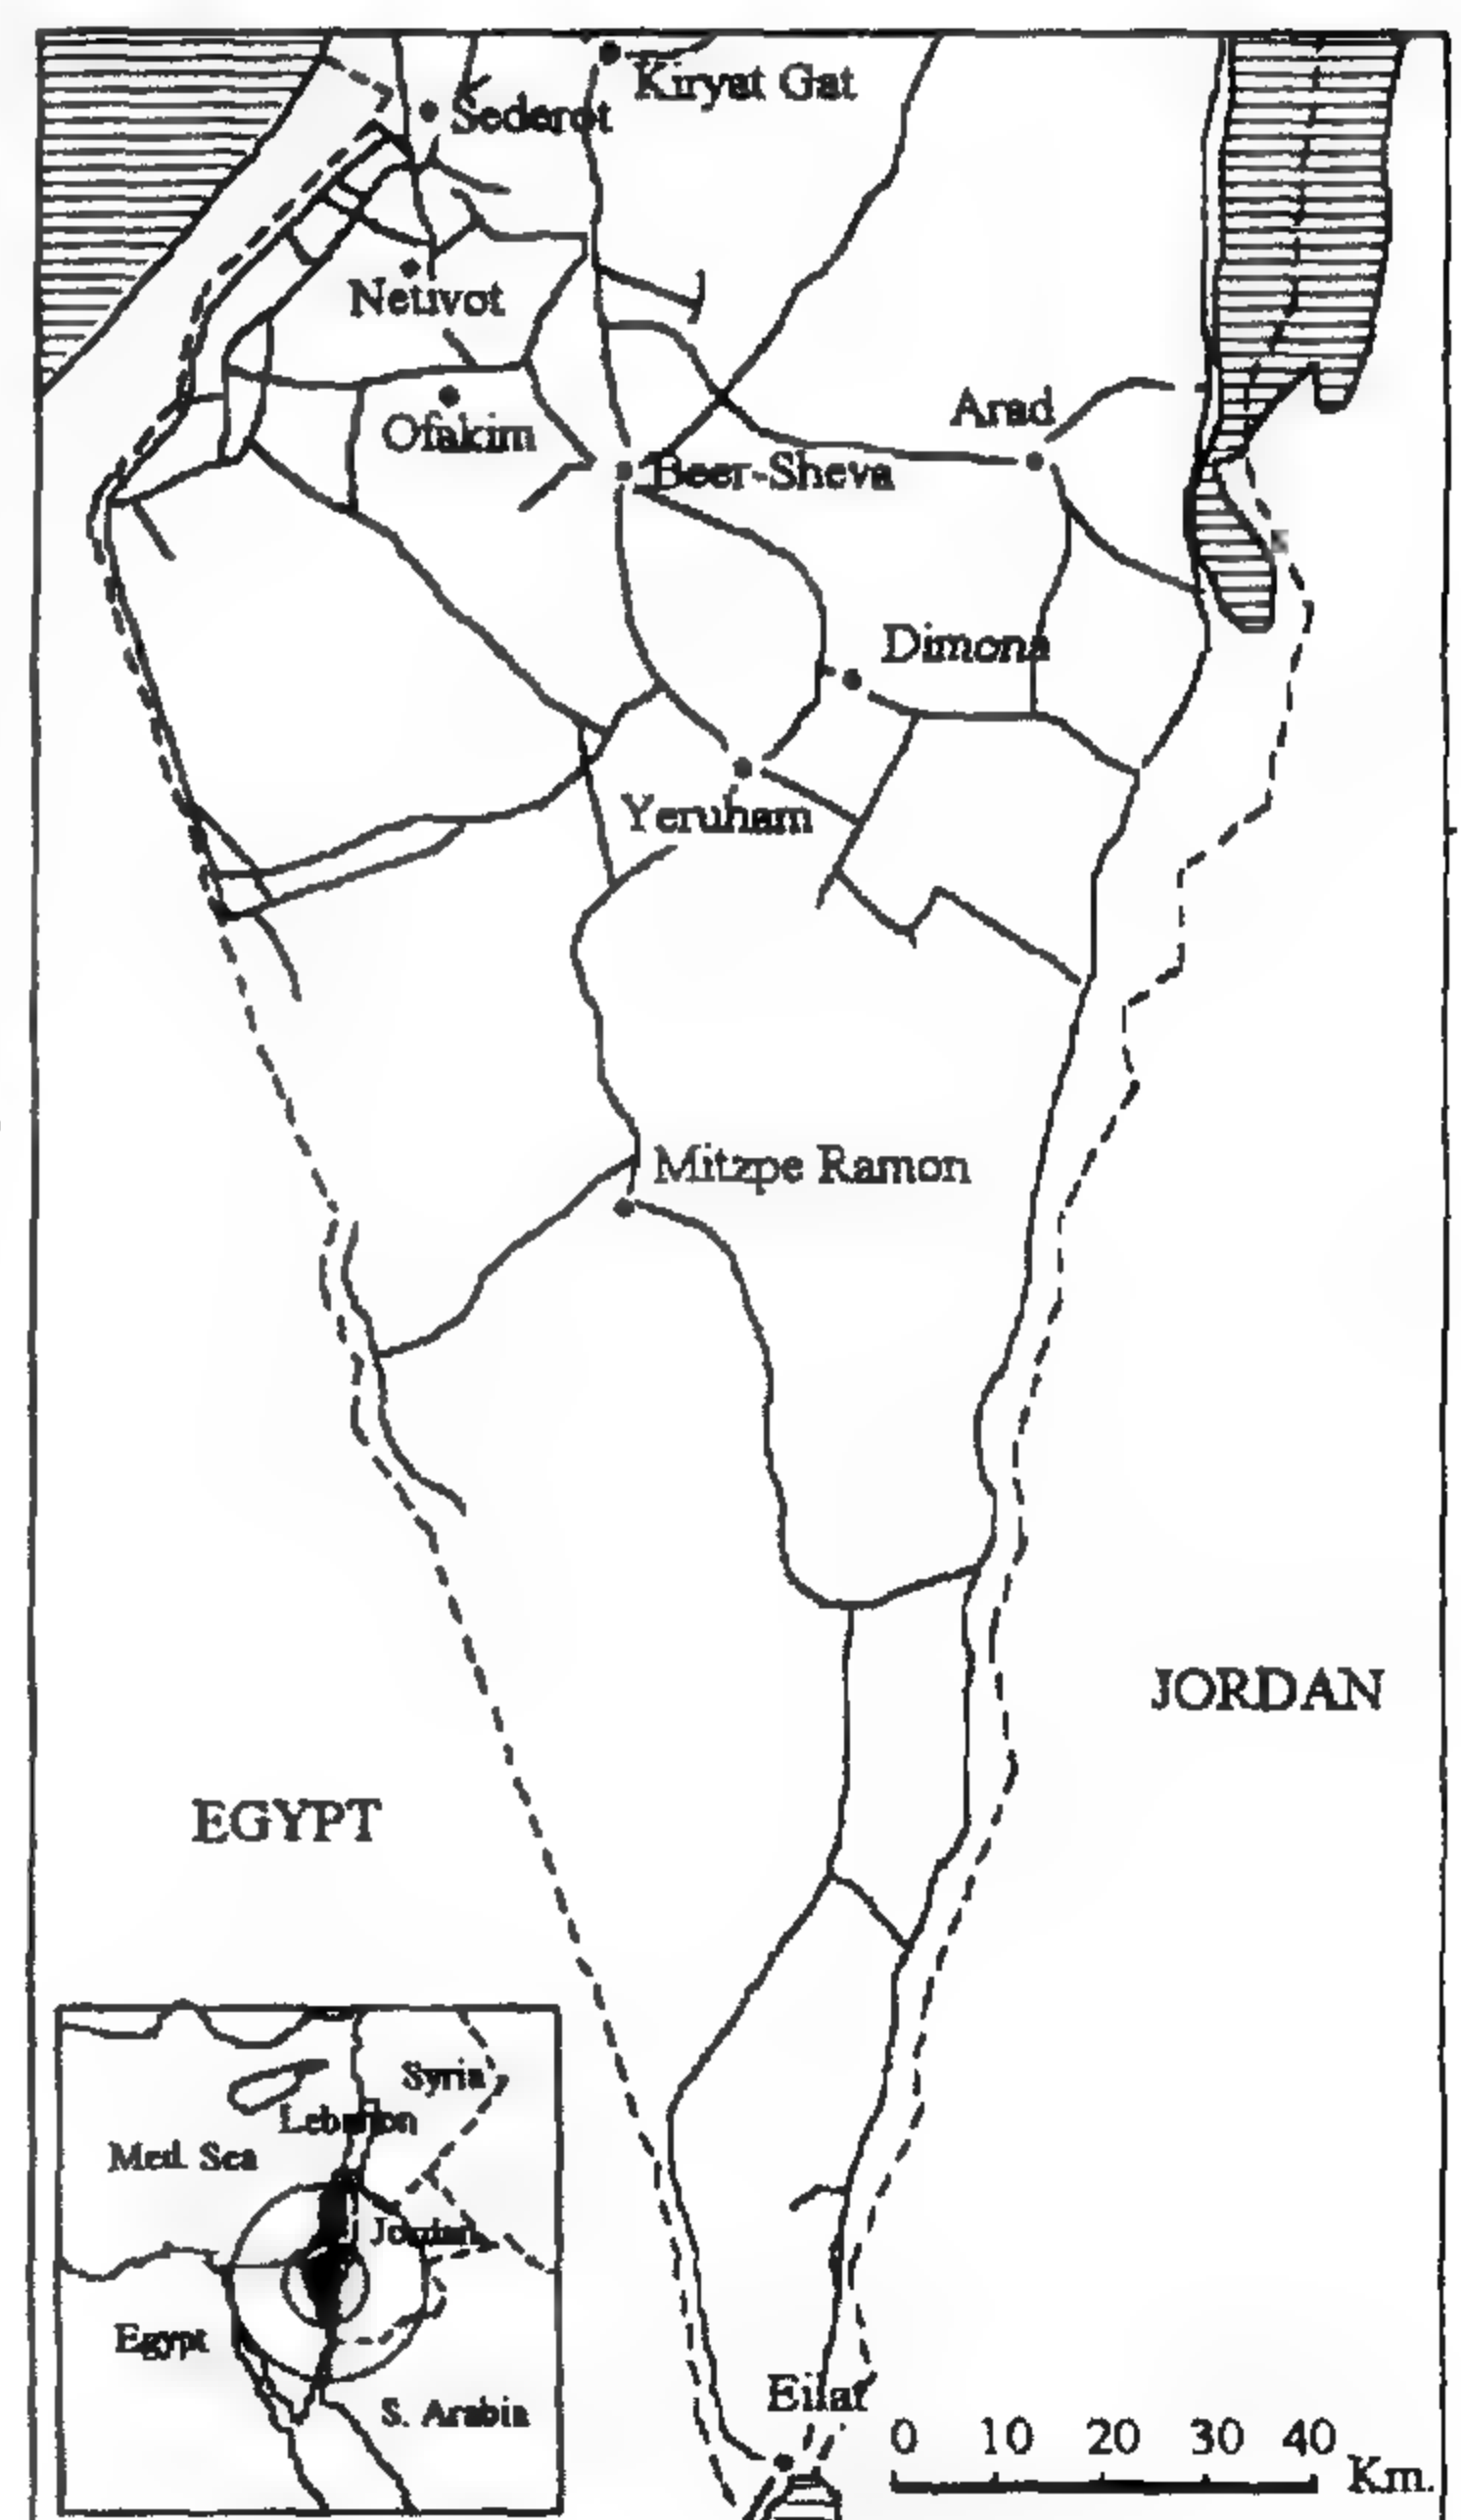 Kiryat Gat
Sederot
Netivot
Arad
Ofakim
Beer-Sheva
Dimona
Yeruham
Mitzpe Ramon
JORDAN
EGYPT
Syria
Lebanon
Med. Sea
Jordan
Egypt
S. Arabia
Eilat
0 10 20 30 40
Km.